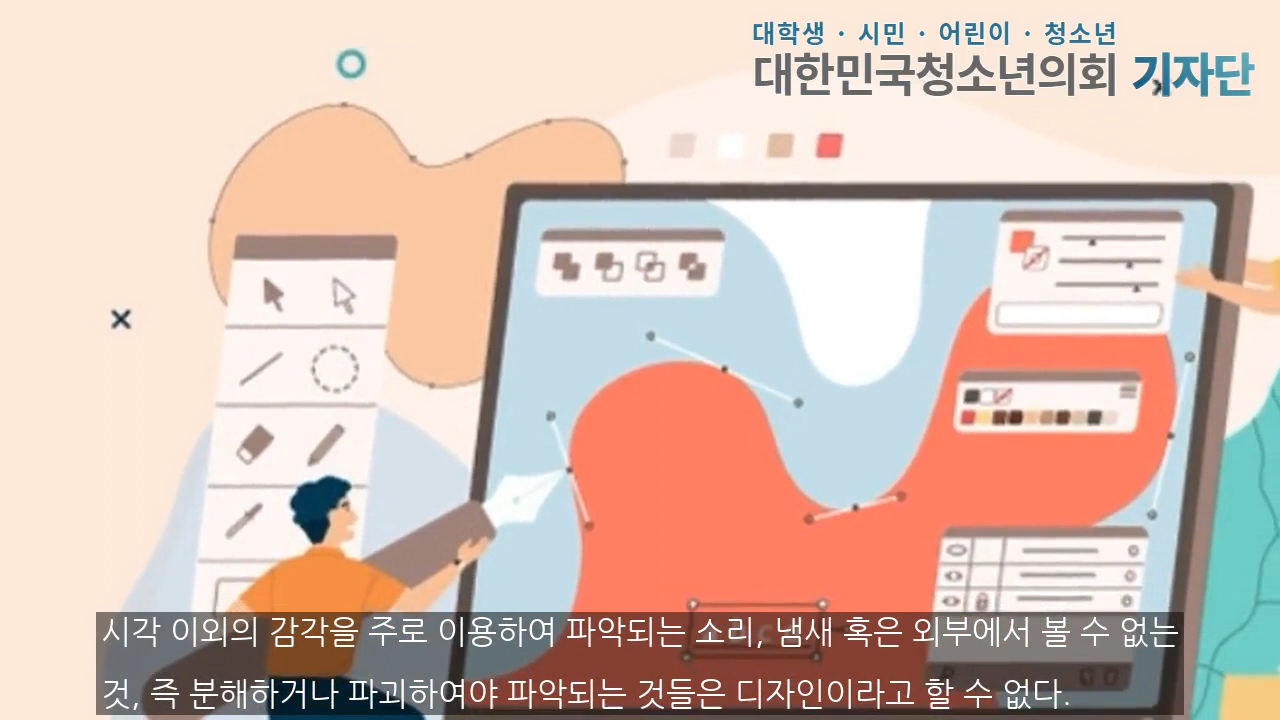 대학생 · 시민 · 어린이 · 청소년
대한민국청소년의회 기자단
시각 이외의 감각을 주로 이용하여 파악되는 소리, 냄새 혹은 외부에서 볼 수 없는
것, 즉 분해하거나 파괴하여야 파악되는 것들은 디자인이라고 할 수 없다.